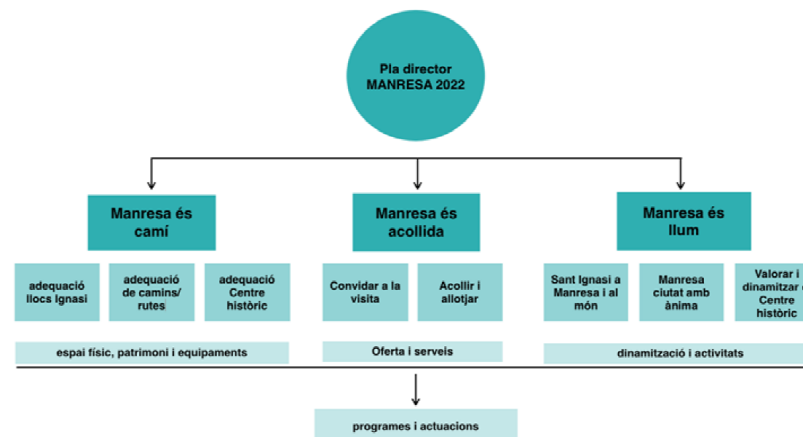 Pla director
MANRESA 2022
Manresa és
camí
Manresa és
acollida
Manresa és
llum
adequació
llocs Ignasi
adequació
de camins/
rutes
adequació
Centre
històric
Convidar a la
visita
Acollir i
allotjar
Sant Ignasi a
Manresa i al
món
Manresa
ciutat amb
ànima
Valorar i
dinamitzar
Centre
històric
espai físic, patrimoni i equipaments
Oferta i serveis
dinamització i activitats
programes i actuacions